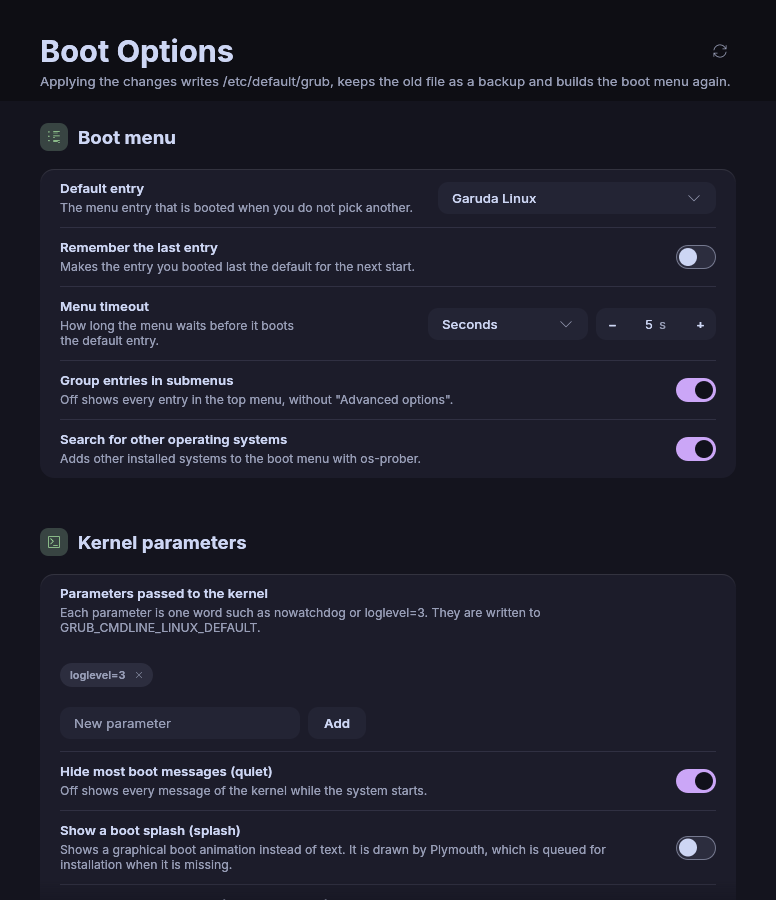 Boot Options
Applying the changes writes /etc/default/grub, keeps the old file as a backup and builds the boot menu again.
Boot menu
Default entry
The menu entry that is booted when you do not pick another.
Garuda Linux
Remember the last entry
Makes the entry you booted last the default for the next start.
Menu timeout
How long the menu waits before it boots
the default entry.
Seconds
− 5 s +
Group entries in submenus
Off shows every entry in the top menu, without "Advanced options".
Search for other operating systems
Adds other installed systems to the boot menu with os-prober.
Kernel parameters
Parameters passed to the kernel
Each parameter is one word such as nowatchdog or loglevel=3. They are written to
GRUB_CMDLINE_LINUX_DEFAULT.
loglevel=3 ×
New parameter
Add
Hide most boot messages (quiet)
Off shows every message of the kernel while the system starts.
Show a boot splash (splash)
Shows a graphical boot animation instead of text. It is drawn by Plymouth, which is queued for
installation when it is missing.